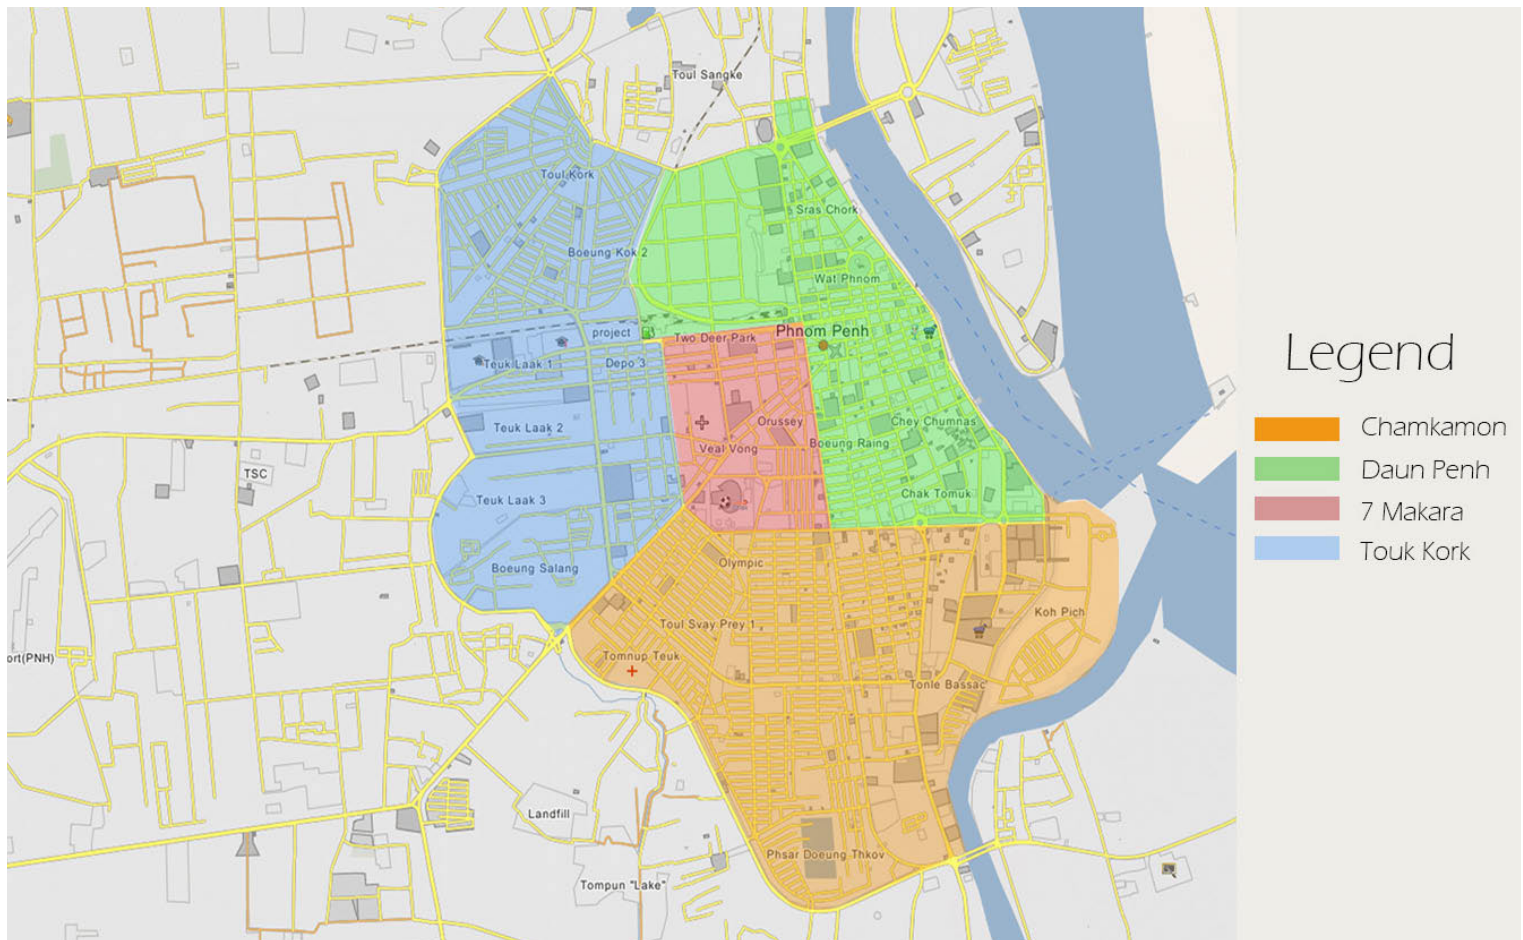 Toul Sangke
Toul Kork
Sras Chork
Boeung Kok 2
Wat Phnom
project
Two Deer Park
Phnom Penh
Teuk Laak 1
Depo 3
Teuk Laak 2
Orussey
Chey Chumnas
Veal Vong
Boeung Raing
TSC
Teuk Laak 3
Chak Tomuk
Boeung Salang
Olympic
Koh Pich
Toul Svay Prey 1
ort(PNH)
Tomnup Teuk
Tonle Bassac
Landfill
Phsar Doeung Thkov
Tompun "Lake"
Legend
Chamkamon
Daun Penh
7 Makara
Touk Kork